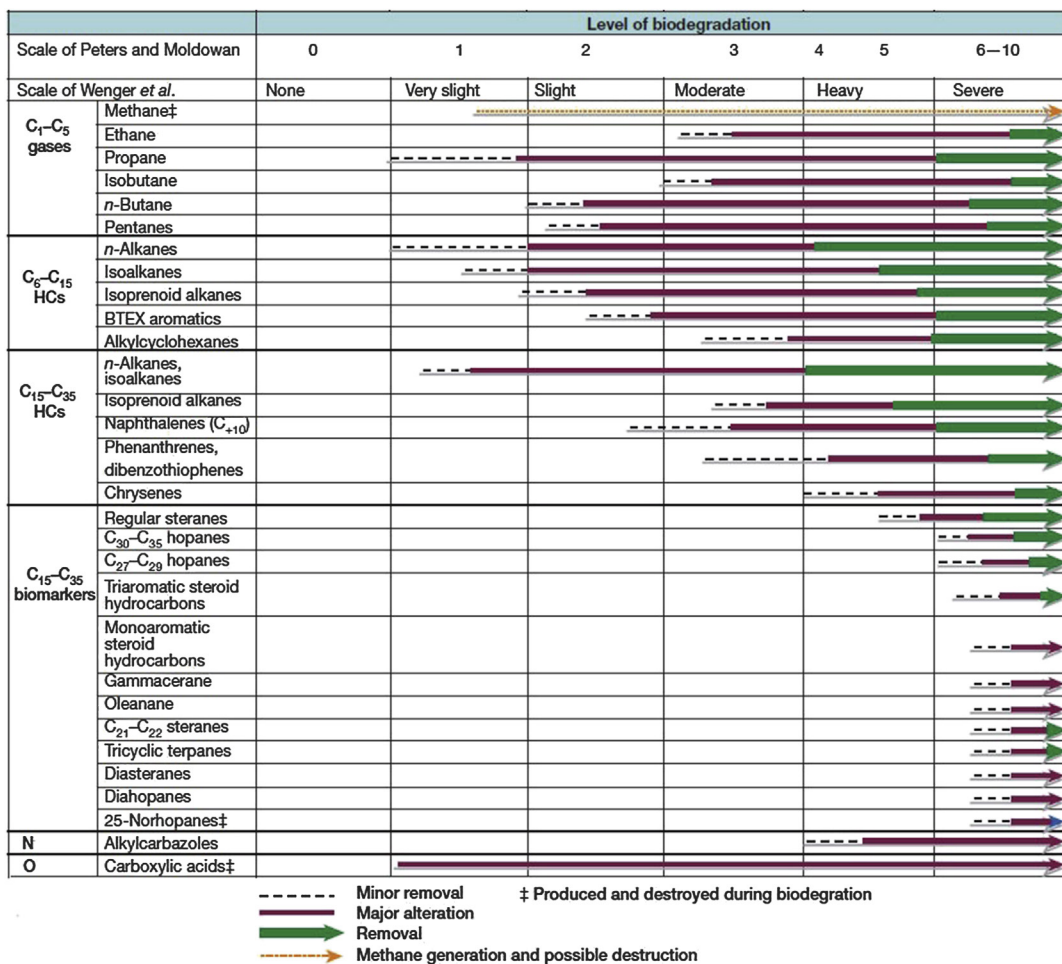 Level of biodegradation
Scale of Peters and Moldowan 0 1 2 3 4 5 6—10
Scale of Wenger et al. None Very slight Slight Moderate Heavy Severe
C₁–C₅ gases
Methane‡
Ethane
Propane
Isobutane
n-Butane
Pentanes
C₆–C₁₅ HCs
n-Alkanes
Isoalkanes
Isoprenoid alkanes
BTEX aromatics
Alkylcyclohexanes
C₁₅–C₃₅ HCs
n-Alkanes,
isoalkanes
Isoprenoid alkanes
Naphthalenes (C₊₁₀)
Phenanthrenes,
dibenzothiophenes
Chrysenes
C₁₅–C₃₅ biomarkers
Regular steranes
C₃₀–C₃₅ hopanes
C₂₇–C₂₉ hopanes
Triaromatic steroid
hydrocarbons
Monoaromatic
steroid
hydrocarbons
Gammacerane
Oleanane
C₂₁–C₂₂ steranes
Tricyclic terpanes
Diasteranes
Diahopanes
25-Norhopanes‡
N Alkylcarbazoles
O Carboxylic acids‡
Minor removal ‡ Produced and destroyed during biodegration
Major alteration
Removal
Methane generation and possible destruction